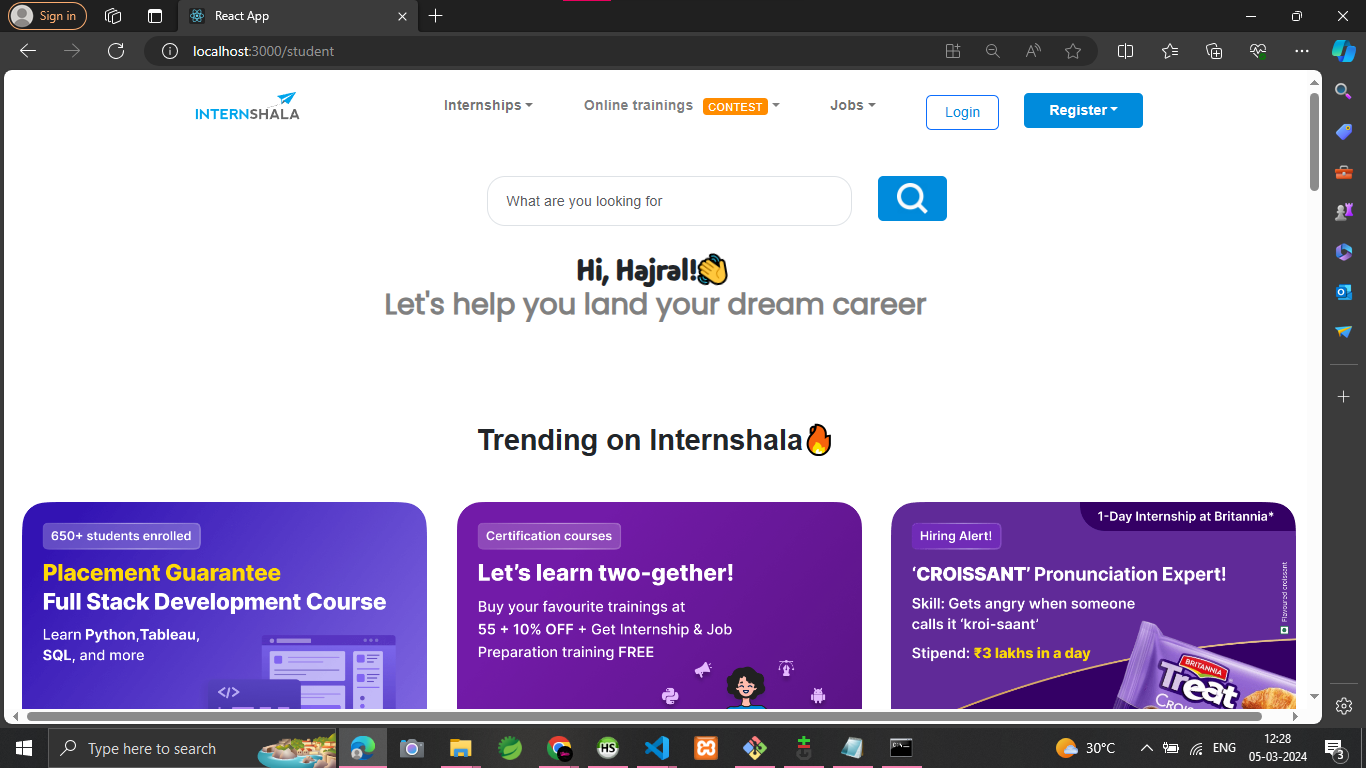 Sign in
React App
localhost:3000/student
INTERNSHALA
Internships
Online trainings CONTEST
Jobs
Login
Register
What are you looking for
Hi, Hajral!👋
Let's help you land your dream career
Trending on Internshala🔥
650+ students enrolled
Placement Guarantee
Full Stack Development Course
Learn Python,Tableau,
SQL, and more
</>
Certification courses
Let's learn two-gether!
Buy your favourite trainings at
55 + 10% OFF + Get Internship & Job
Preparation training FREE
1-Day Internship at Britannia*
Hiring Alert!
‘CROISSANT’ Pronunciation Expert!
Skill: Gets angry when someone
calls it ‘kroi-saant’
Stipend: ₹3 lakhs in a day
Flavoured croissant
BRITANNIA
Treat
Type here to search
HS
30°C
ENG
12:28
05-03-2024
3